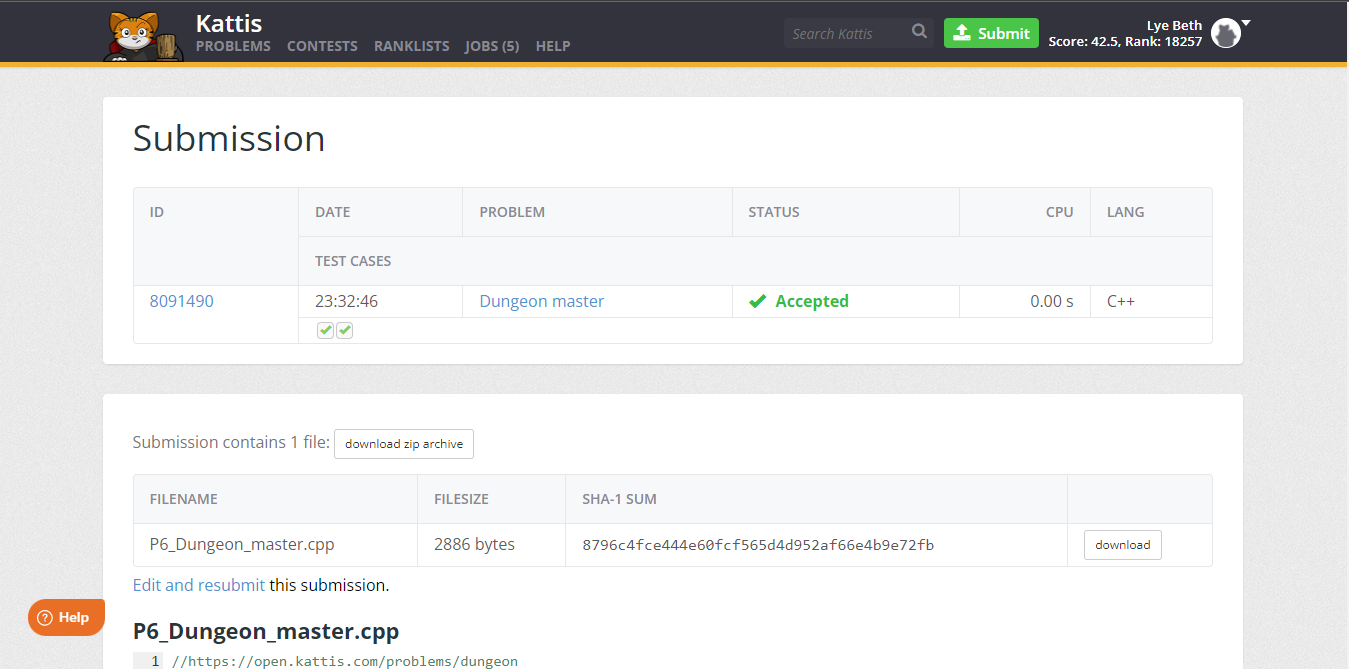 Kattis
PROBLEMS CONTESTS RANKLISTS JOBS (5) HELP
Search Kattis
Submit
Lye Beth
Score: 42.5, Rank: 18257
Submission
ID DATE PROBLEM STATUS CPU LANG
TEST CASES
8091490 23:32:46 Dungeon master Accepted 0.00 s C++
Submission contains 1 file: download zip archive
FILENAME FILESIZE SHA-1 SUM
P6_Dungeon_master.cpp 2886 bytes 8796c4fce444e60fcf565d4d952af66e4b9e72fb download
Edit and resubmit this submission.
Help
P6_Dungeon_master.cpp
1 //https://open.kattis.com/problems/dungeon